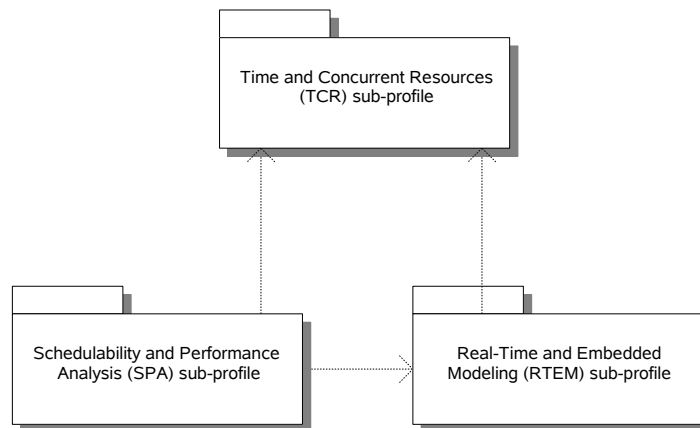 Time and Concurrent Resources
(TCR) sub-profile
Schedulability and Performance
Analysis (SPA) sub-profile
Real-Time and Embedded
Modeling (RTEM) sub-profile